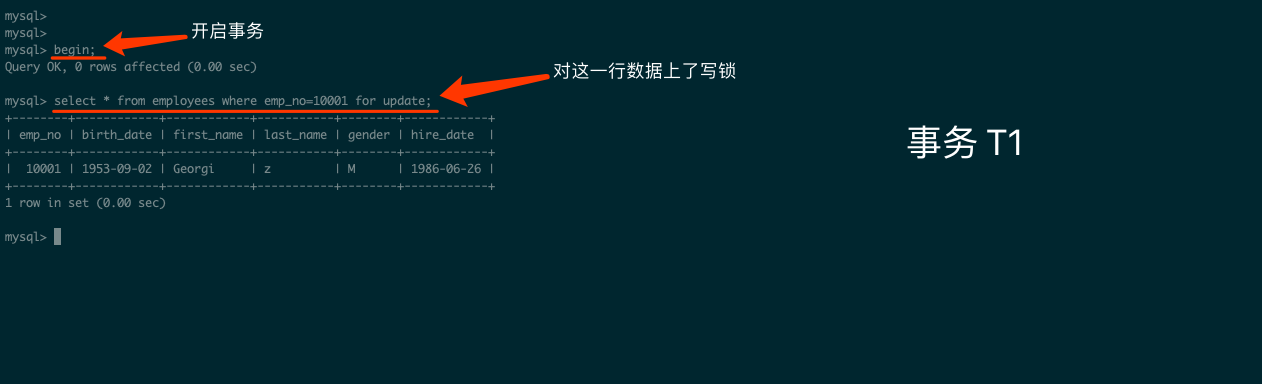 mysql>
mysql>
mysql> begin;
开启事务
Query OK, 0 rows affected (0.00 sec)
对这一行数据上了写锁
mysql> select * from employees where emp_no=10001 for update;
+--------+------------+------------+-----------+--------+------------+
| emp_no | birth_date | first_name | last_name | gender | hire_date  |
+--------+------------+------------+-----------+--------+------------+
|  10001 | 1953-09-02 | Georgi     | z         | M      | 1986-06-26 |
+--------+------------+------------+-----------+--------+------------+
1 row in set (0.00 sec)
mysql>
事务 T1